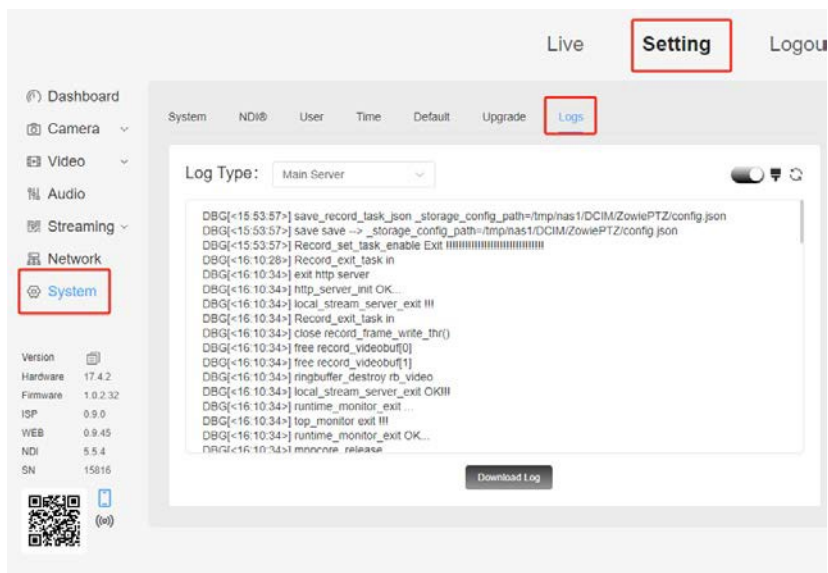 Live Setting Logou
Dashboard
Camera
Video
Audio
Streaming
Network
System
Version
Hardware 17.4.2
Firmware 1.0.2.32
ISP 0.9.0
WEB 0.9.45
NDI 5.5.4
SN 15816
System NDI® User Time Default Upgrade Logs
Log Type: Main Server
DBG[<15:53:57>] save_record_task_json _storage_config_path=/tmp/nas1/DCIM/ZowiePTZ/config.json
DBG[<15:53:57>] save save --> _storage_config_path=/tmp/nas1/DCIM/ZowiePTZ/config.json
DBG[<15:53:57>] Record_set_task_enable Exit !!!!!!!!!!!!!!!!!!!!!!!!!!!!!!!!
DBG[<16:10:28>] Record_exit_task in
DBG[<16:10:34>] exit http server
DBG[<16:10:34>] http_server_init OK...
DBG[<16:10:34>] local_stream_server_exit !!!
DBG[<16:10:34>] Record_exit_task in
DBG[<16:10:34>] close record_frame_write_thr()
DBG[<16:10:34>] free record_videobuf[0]
DBG[<16:10:34>] free record_videobuf[1]
DBG[<16:10:34>] ringbuffer_destroy rb_video
DBG[<16:10:34>] local_stream_server_exit OK!!!
DBG[<16:10:34>] runtime_monitor_exit ...
DBG[<16:10:34>] top_monitor exit !!!
DBG[<16:10:34>] runtime_monitor_exit OK...
DBG[<16:10:34>] mppcore_release
Download Log